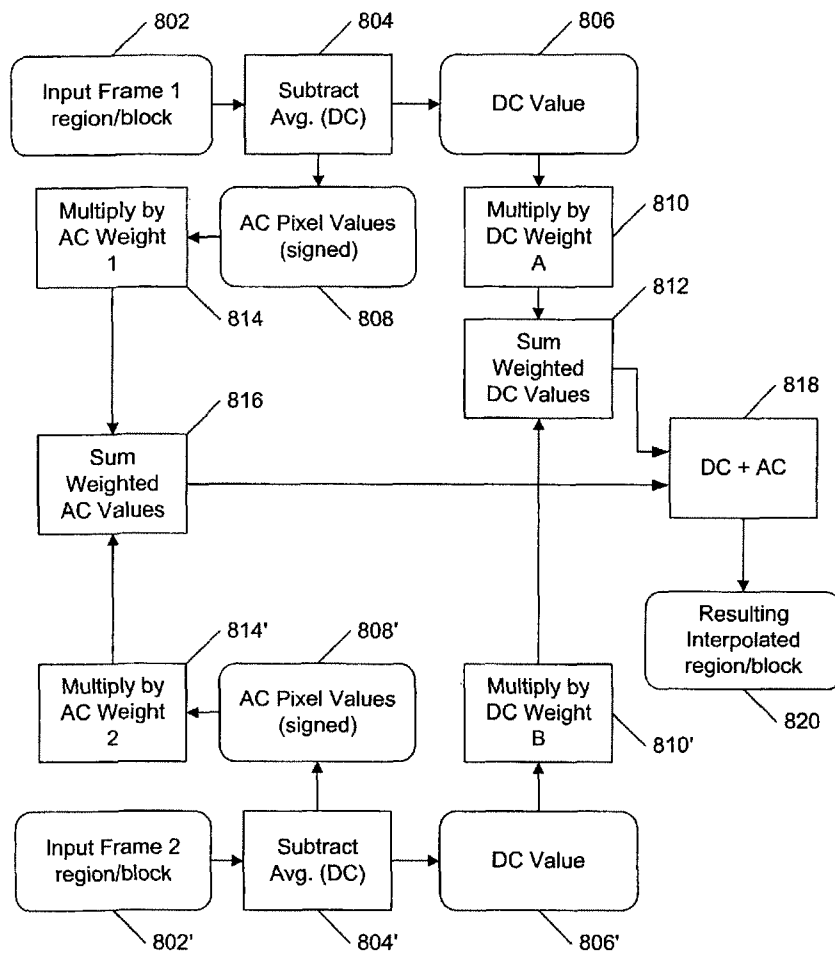 802
804
806
Input Frame 1
region/block
Subtract
Avg. (DC)
DC Value
Multiply by
AC Weight
1
AC Pixel Values
(signed)
Multiply by
DC Weight
A
810
814
808
812
Sum
Weighted
DC Values
816
818
Sum
Weighted
AC Values
DC + AC
814'
808'
Resulting
Interpolated
region/block
Multiply by
AC Weight
2
AC Pixel Values
(signed)
Multiply by
DC Weight
B
810'
820
Input Frame 2
region/block
Subtract
Avg. (DC)
DC Value
802'
804'
806'